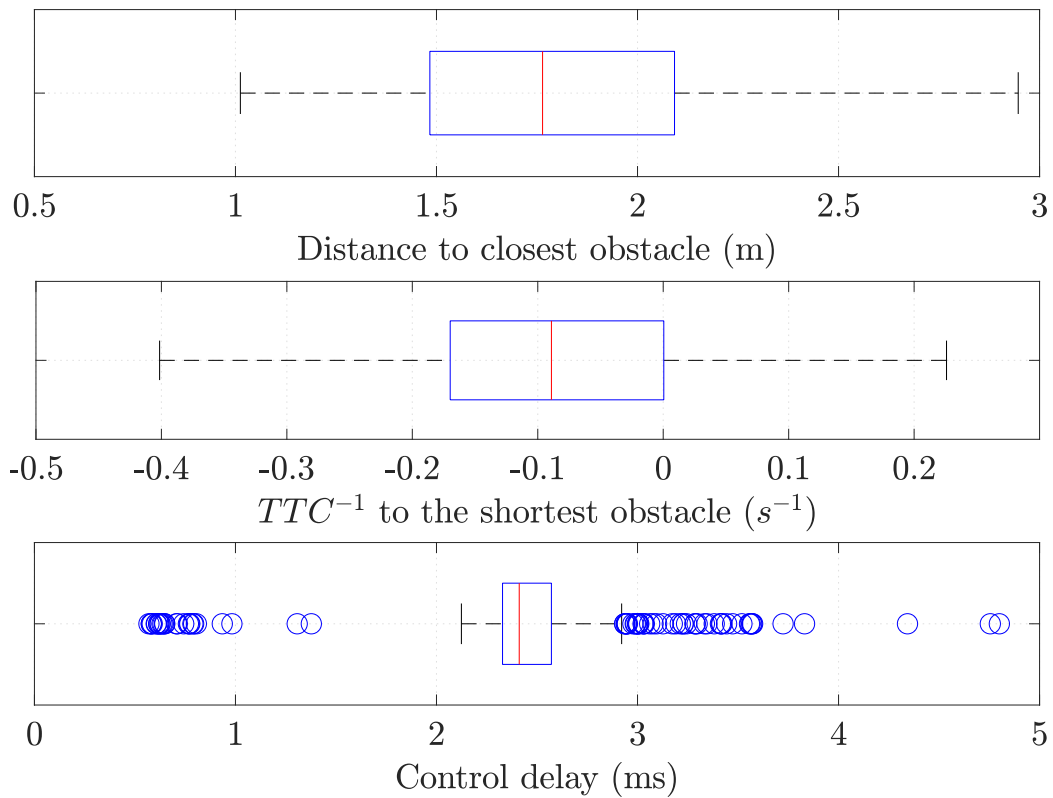 0.5 1 1.5 2 2.5 3
Distance to closest obstacle (m)
-0.5 -0.4 -0.3 -0.2 -0.1 0 0.1 0.2
TTC⁻¹ to the shortest obstacle (s⁻¹)
0 1 2 3 4 5
Control delay (ms)